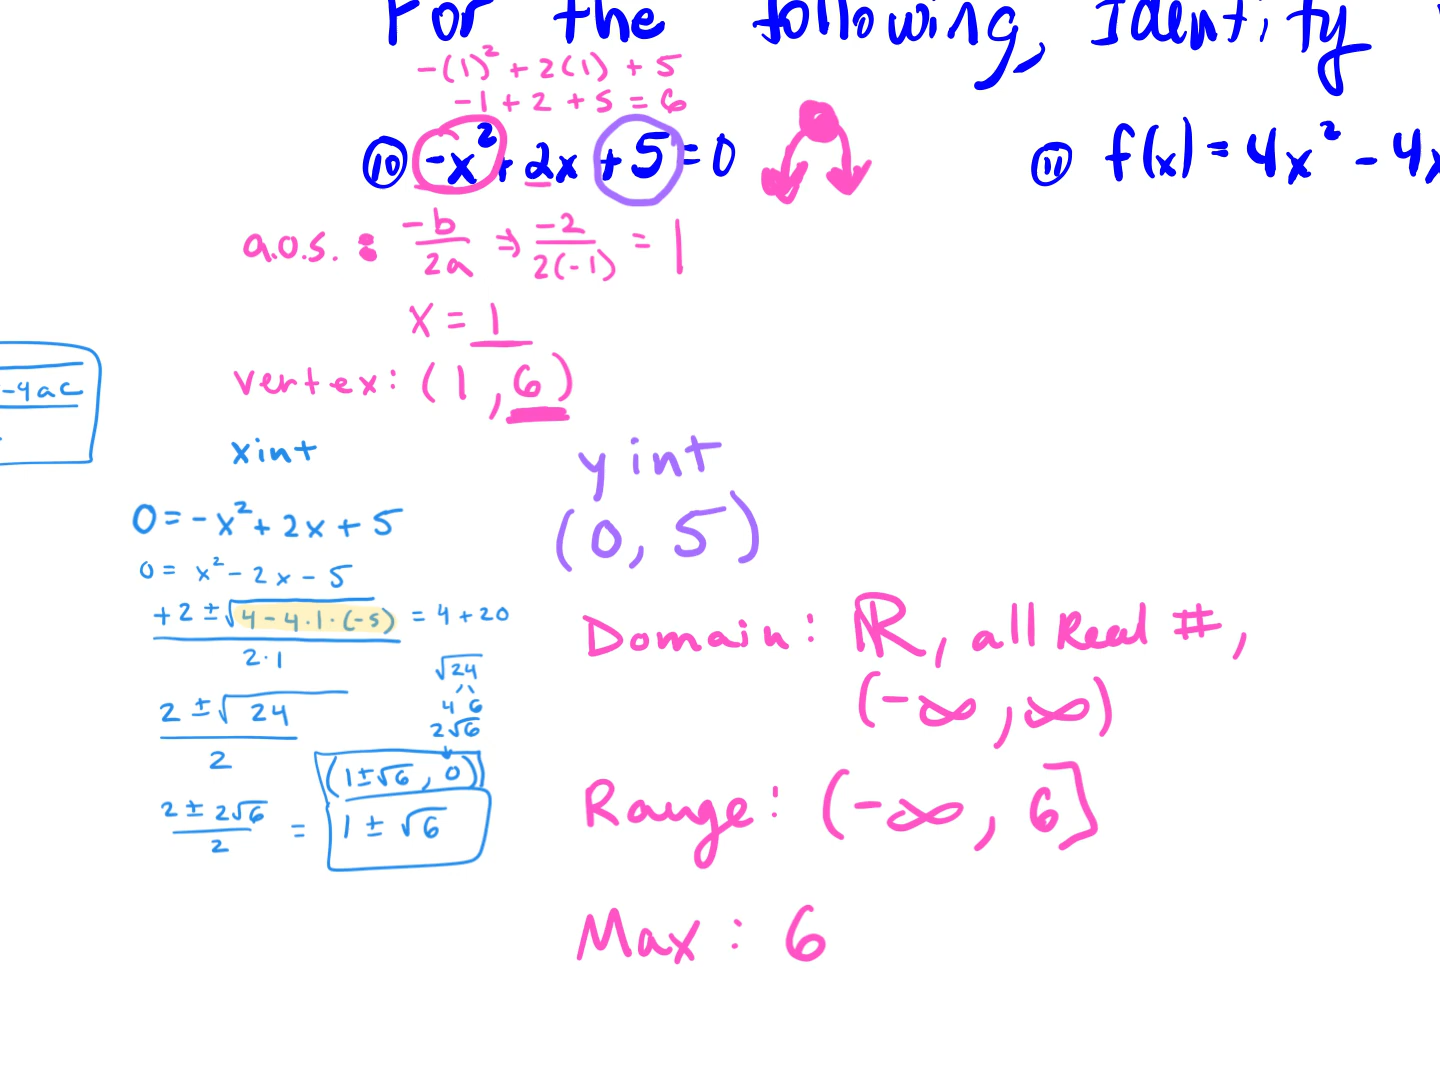 For the following, Identify
-(1)² + 2(1) + 5
-1 + 2 + 5 = 6
⑩ -x² + 2x + 5 = 0
⑪ f(x) = 4x² - 4x
a.o.s. : -b/2a ⇒ -2/2(-1) = 1
x = 1
-4ac
vertex: (1, 6)
x int
0 = -x² + 2x + 5
0 = x² - 2x - 5
+2 ± √4 - 4·1·(-5) = 4 + 20
2·1
√24
4 6
2√6
2 ± √24
2
(1±√6, 0)
2 ± 2√6
2
= 1 ± √6
y int
(0, 5)
Domain: ℝ, all Real #,
(-∞, ∞)
Range: (-∞, 6]
Max: 6